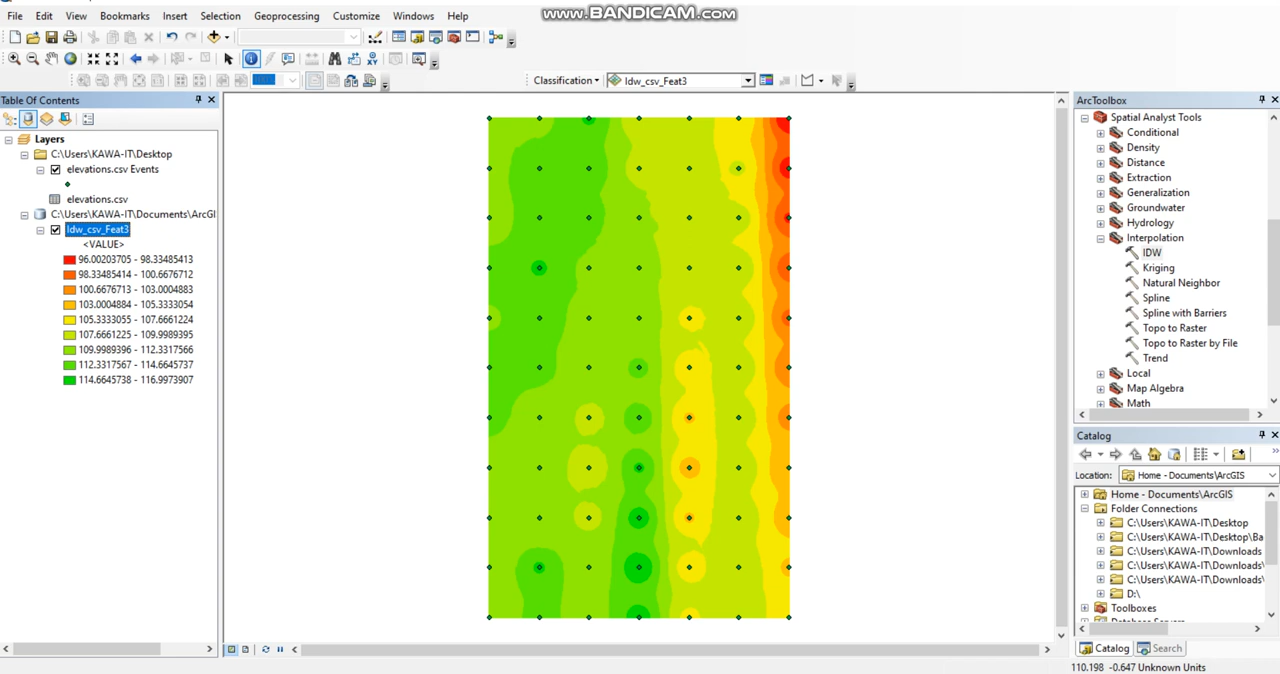 www.BANDICAM.com
File Edit View Bookmarks Insert Selection Geoprocessing Customize Windows Help
Classification Idw_csv_Feat3
Table Of Contents
Layers
C:\Users\KAWA-IT\Desktop
elevations.csv Events
elevations.csv
C:\Users\KAWA-IT\Documents\ArcGI
Idw_csv_Feat3
<VALUE>
96.00203705 - 98.33485413
98.33485414 - 100.6676712
100.6676713 - 103.0004883
103.0004884 - 105.3333054
105.3333055 - 107.6661224
107.6661225 - 109.9989395
109.9989396 - 112.3317566
112.3317567 - 114.6645737
114.6645738 - 116.9973907
ArcToolbox
Spatial Analyst Tools
Conditional
Density
Distance
Extraction
Generalization
Groundwater
Hydrology
Interpolation
IDW
Kriging
Natural Neighbor
Spline
Spline with Barriers
Topo to Raster
Topo to Raster by File
Trend
Local
Map Algebra
Math
Catalog
Location: Home - Documents\ArcGIS
Home - Documents\ArcGIS
Folder Connections
C:\Users\KAWA-IT\Desktop
C:\Users\KAWA-IT\Desktop\Ba
C:\Users\KAWA-IT\Downloads
C:\Users\KAWA-IT\Downloads\
C:\Users\KAWA-IT\Downloads\
D:\
Toolboxes
Database Servers
Catalog Search
110.198 -0.647 Unknown Units